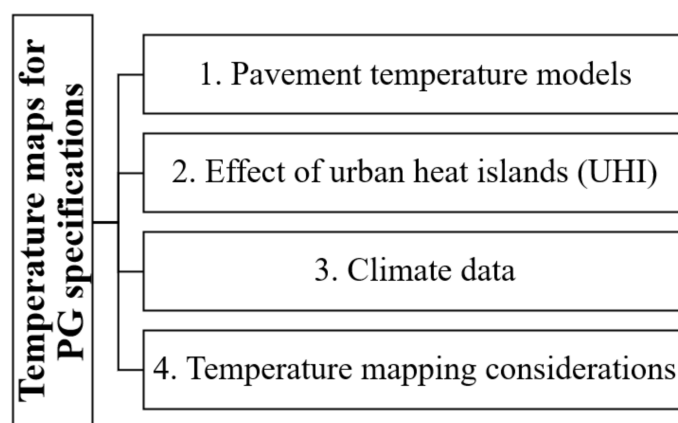 Temperature maps for
PG specifications
1. Pavement temperature models
2. Effect of urban heat islands (UHI)
3. Climate data
4. Temperature mapping considerations